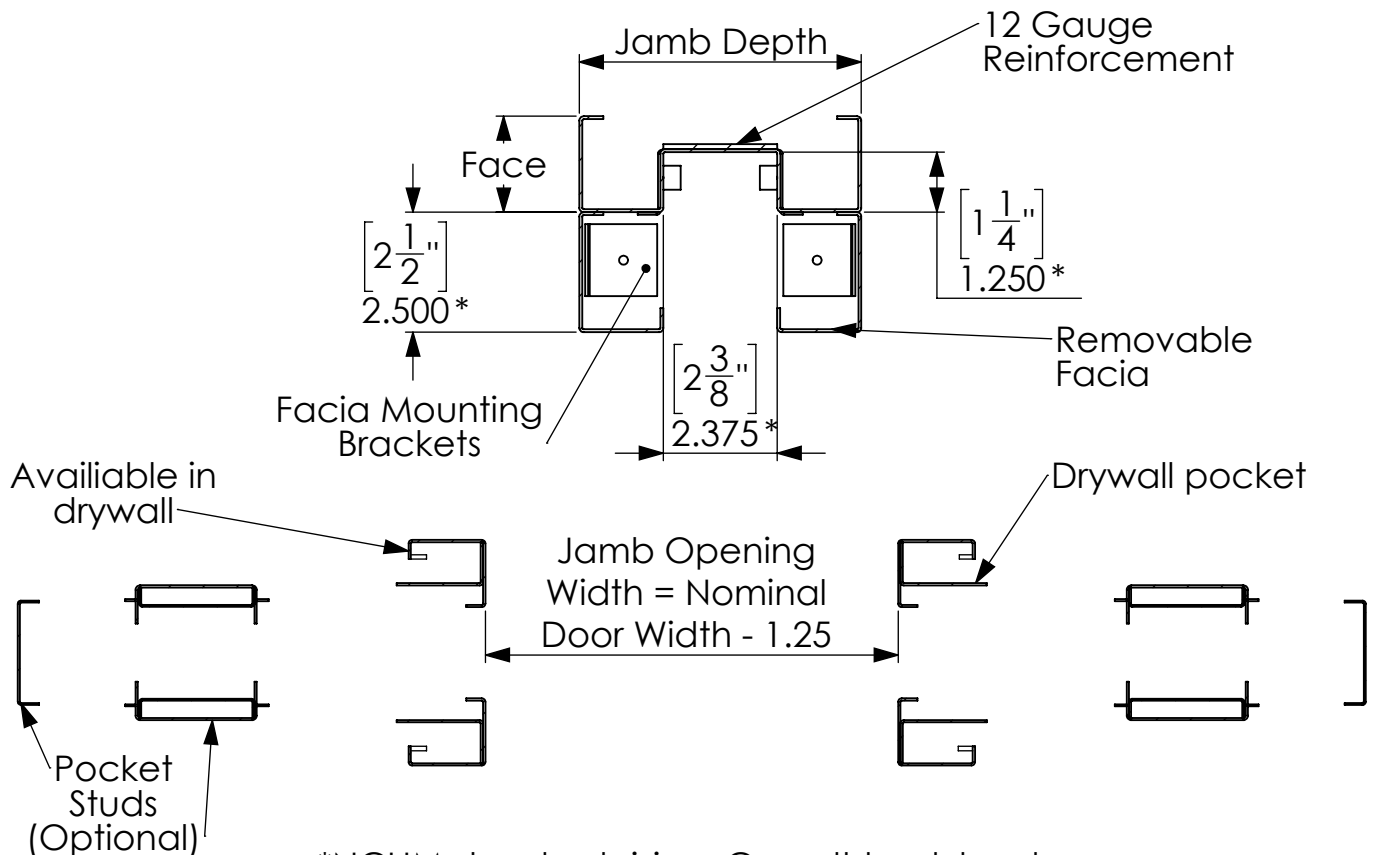 Jamb Depth
12 Gauge
Reinforcement
Face
[2 1/2"]
2.500*
[1 1/4"]
1.250*
Removable
Facia
[2 3/8"]
2.375*
Facia Mounting
Brackets
Availiable in
drywall
Drywall pocket
Jamb Opening
Width = Nominal
Door Width - 1.25
Pocket
Studs
(Optional)